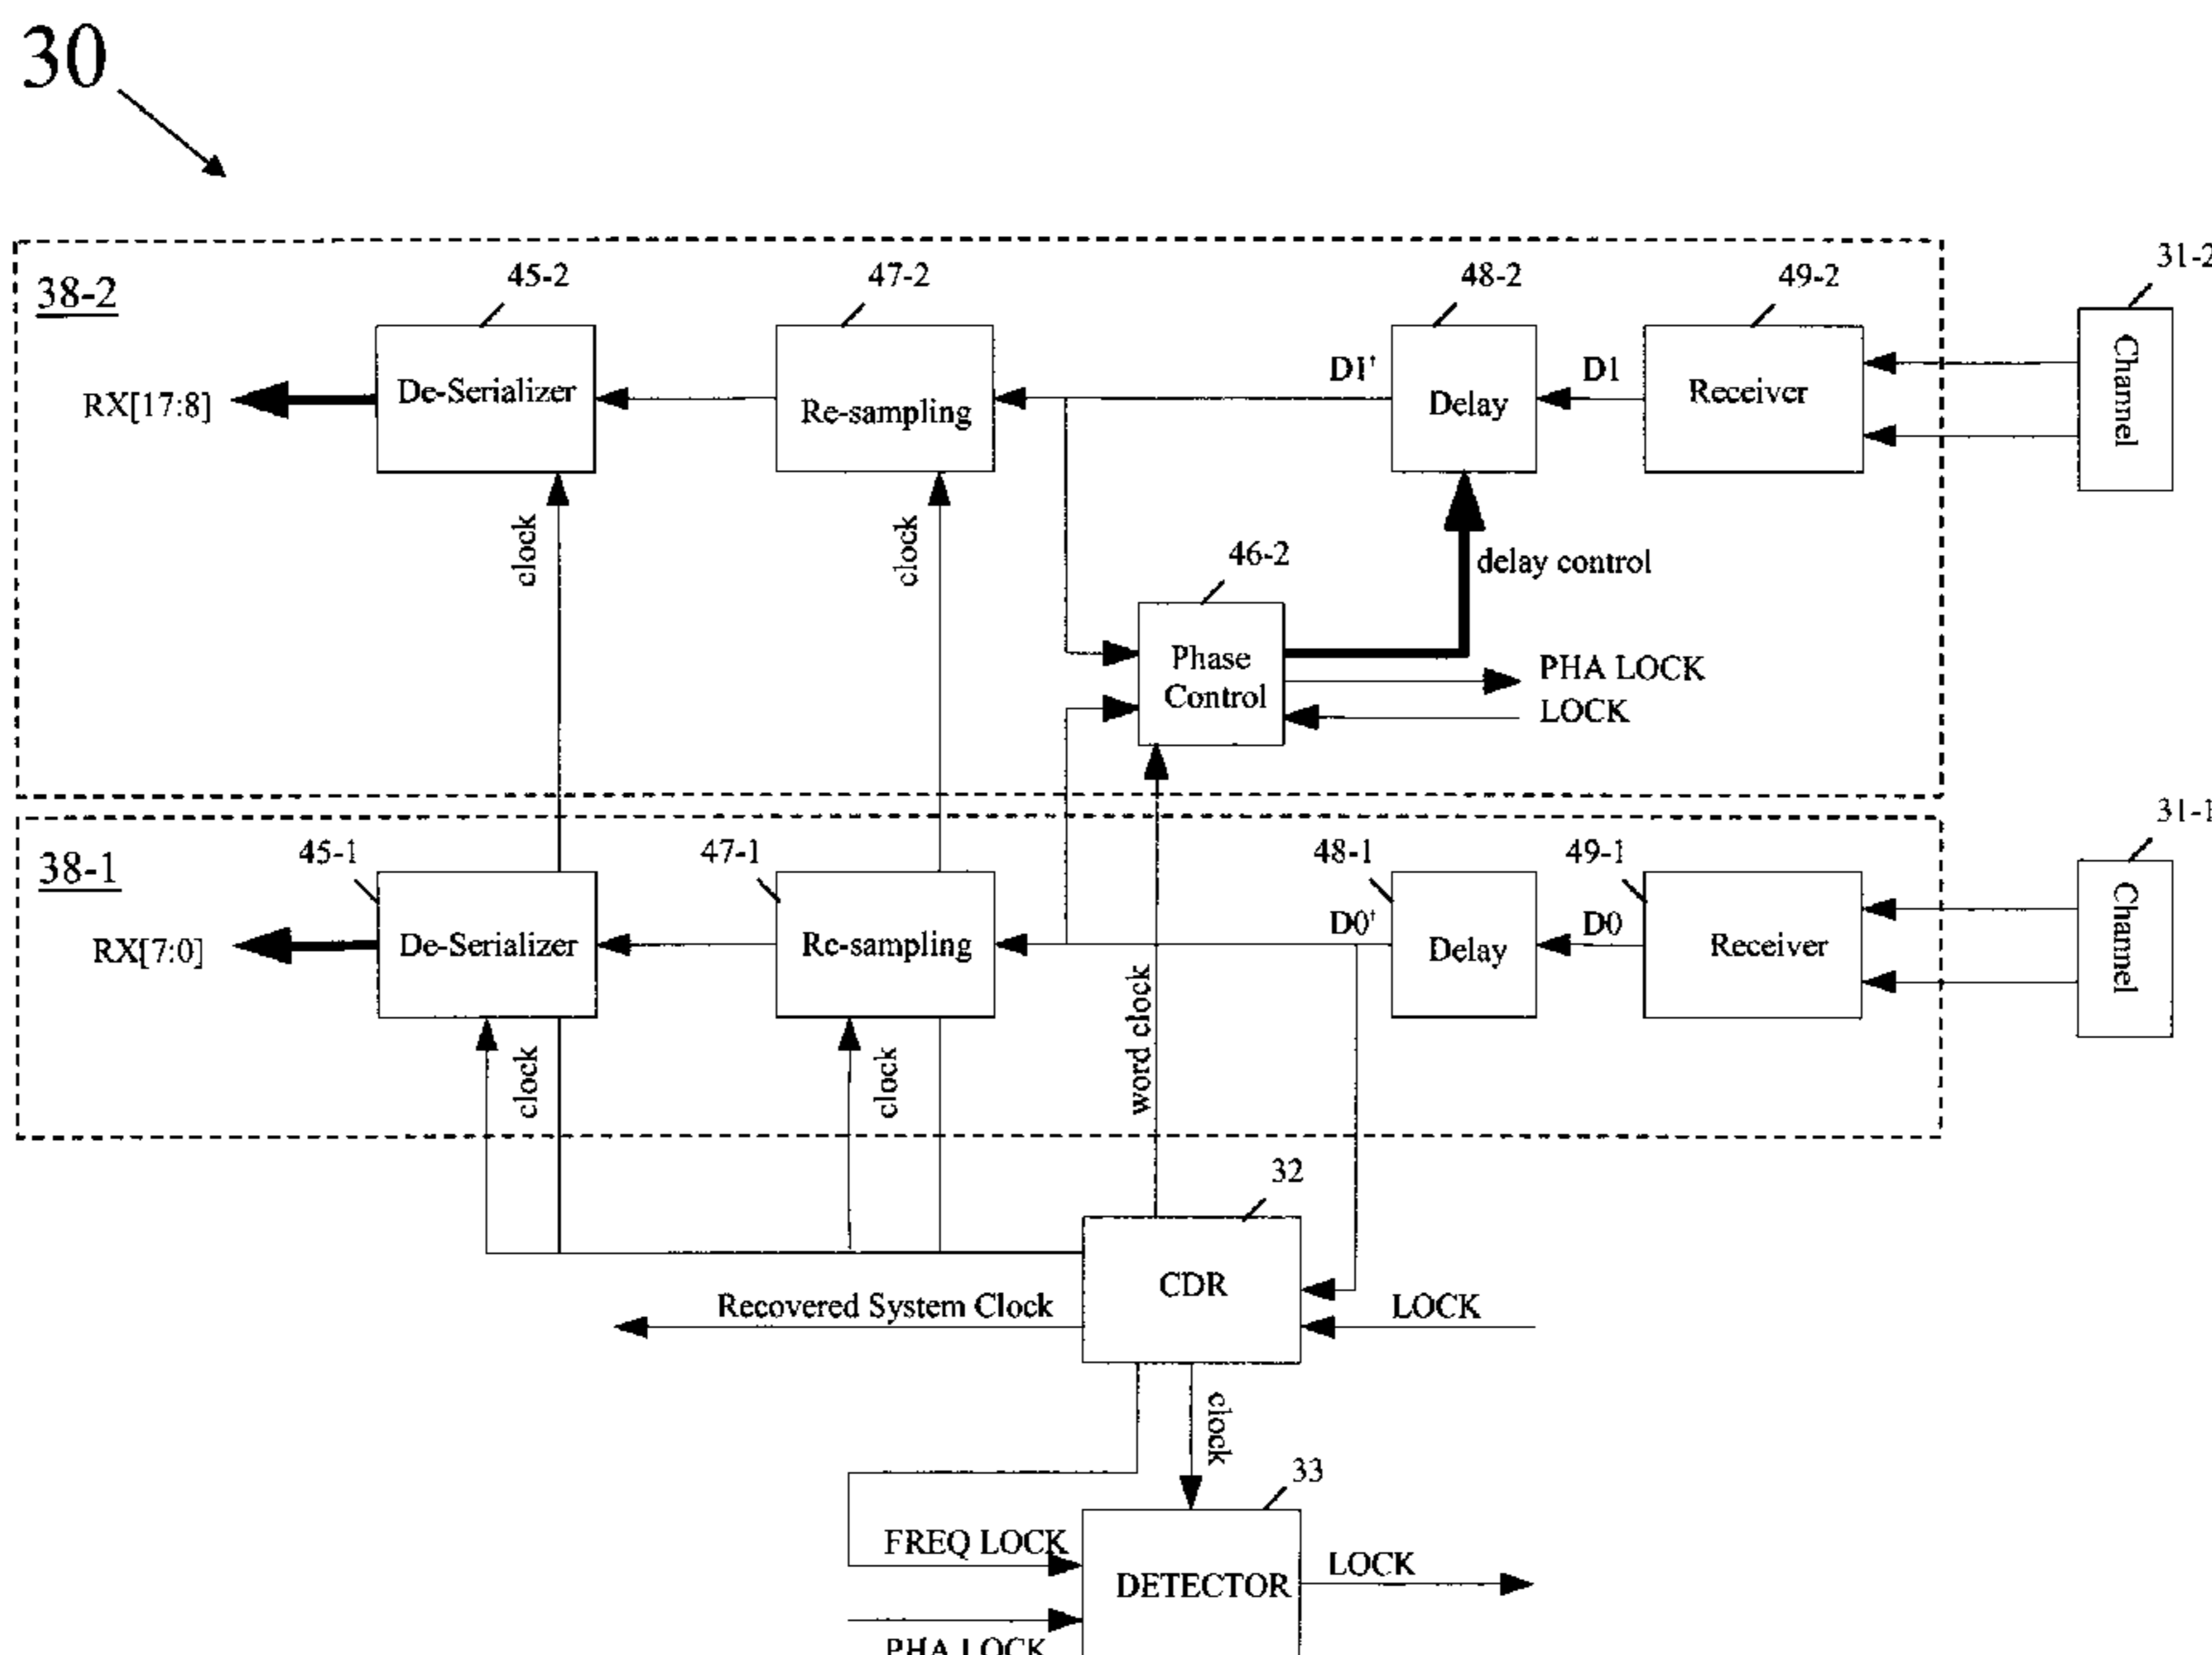 30
38-2
45-2
47-2
48-2
49-2
31-2
RX[17:8]
De-Serializer
Re-sampling
D1'
Delay
D1
Receiver
Channel
clock
clock
46-2
delay control
Phase
Control
PHA LOCK
LOCK
38-1
45-1
47-1
48-1
49-1
31-1
RX[7:0]
De-Serializer
Re-sampling
D0'
Delay
D0
Receiver
Channel
clock
clock
word clock
32
CDR
Recovered System Clock
LOCK
clock
33
FREQ LOCK
DETECTOR
LOCK
PHA LOCK